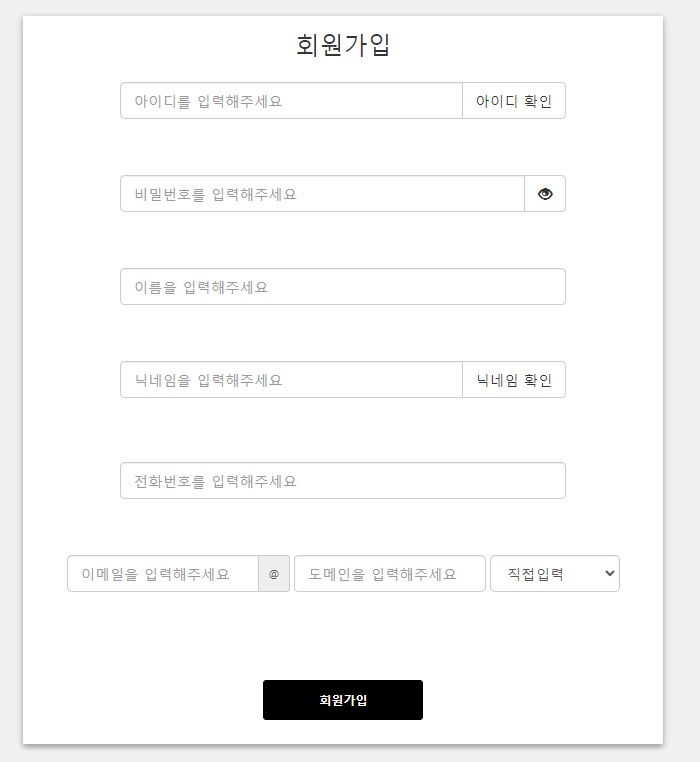 회원가입
아이디를 입력해주세요 아이디 확인
비밀번호를 입력해주세요
이름을 입력해주세요
닉네임을 입력해주세요 닉네임 확인
전화번호를 입력해주세요
이메일을 입력해주세요 @ 도메인을 입력해주세요 직접입력
회원가입